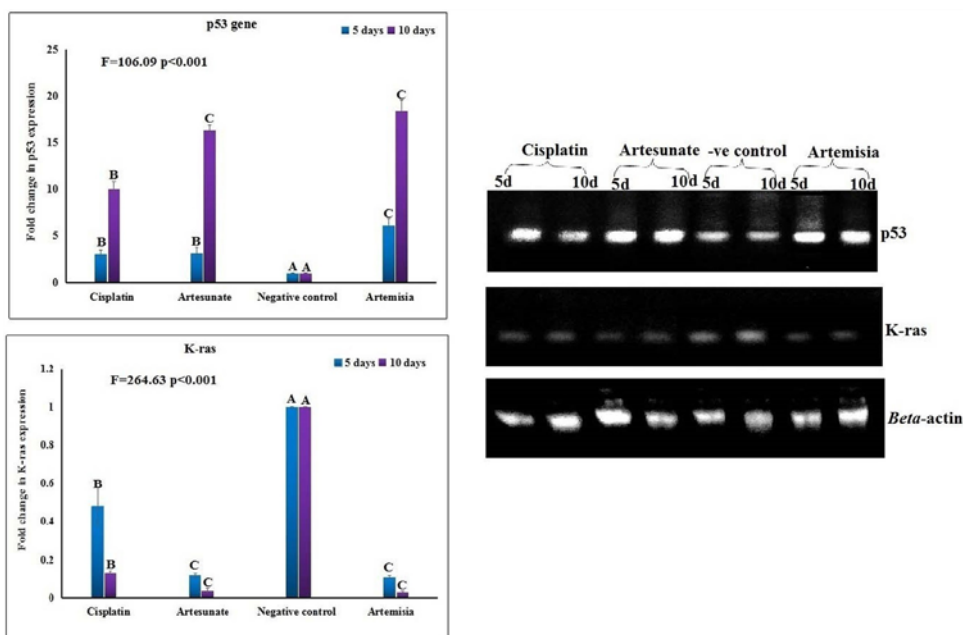 p53 gene
5 days 10 days
F=106.09 p<0.001
Fold change in p53 expression
25
20
15
10
5
0
B
B
B
C
A
A
C
C
Cisplatin
Artesunate
Negative control
Artemisia
K-ras
5 days 10 days
F=264.63 p<0.001
Fold change in K-ras expression
1.2
1
0.8
0.6
0.4
0.2
0
B
B
C
C
A
A
C
C
Cisplatin
Artesunate
Negative control
Artemisia
Cisplatin Artesunate -ve control Artemisia
5d 10d 5d 10d 5d 10d 5d 10d
p53
K-ras
Beta-actin